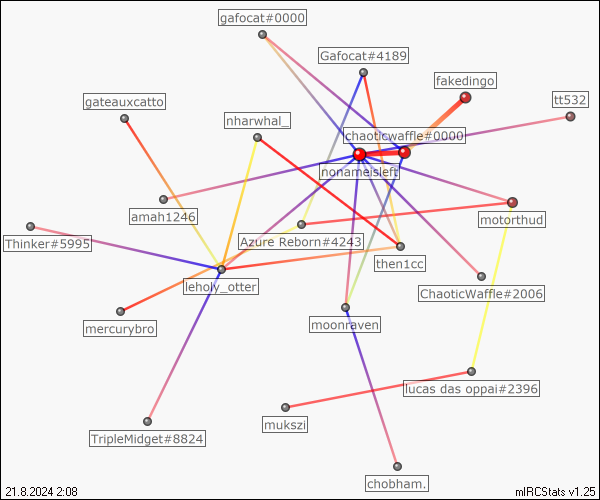 gafocat#0000
Gafocat#4189
fakedingo
gateauxcatto
tt532
nharwhal_
chaoticwaffle#0000
nonameisleft
amah1246
motorthud
Thinker#5995
Azure Reborn#4243
then1cc
leholy_otter
ChaoticWaffle#2006
mercurybro
moonraven
lucas das oppai#2396
mukszi
TripleMidget#8824
chobham.
21.8.2024 2:08
mIRCStats v1.25